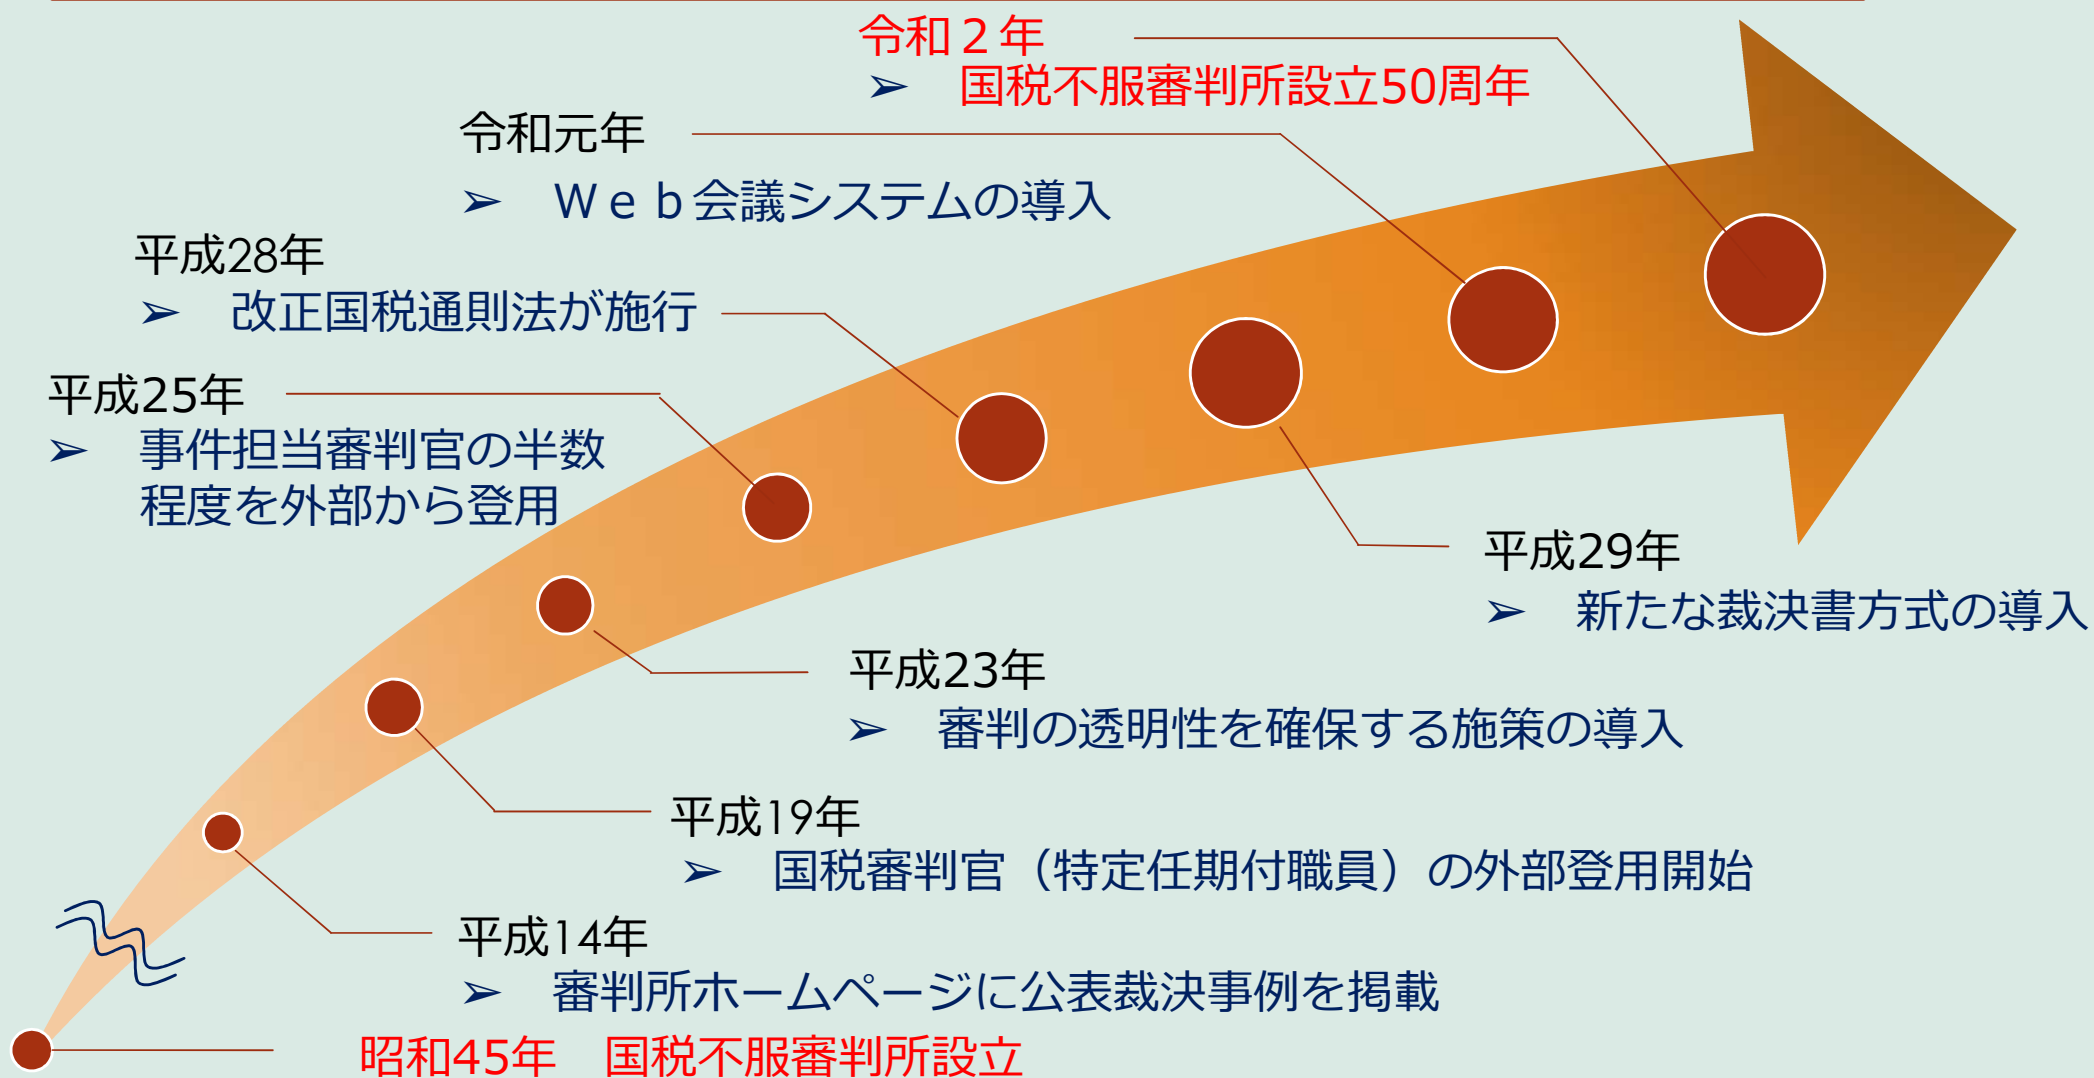 令和２年
➢ 国税不服審判所設立50周年
令和元年
➢ Ｗｅｂ会議システムの導入
平成28年
➢ 改正国税通則法が施行
平成25年
➢ 事件担当審判官の半数
程度を外部から登用
平成29年
➢ 新たな裁決書方式の導入
平成23年
➢ 審判の透明性を確保する施策の導入
平成19年
➢ 国税審判官（特定任期付職員）の外部登用開始
平成14年
➢ 審判所ホームページに公表裁決事例を掲載
昭和45年　国税不服審判所設立